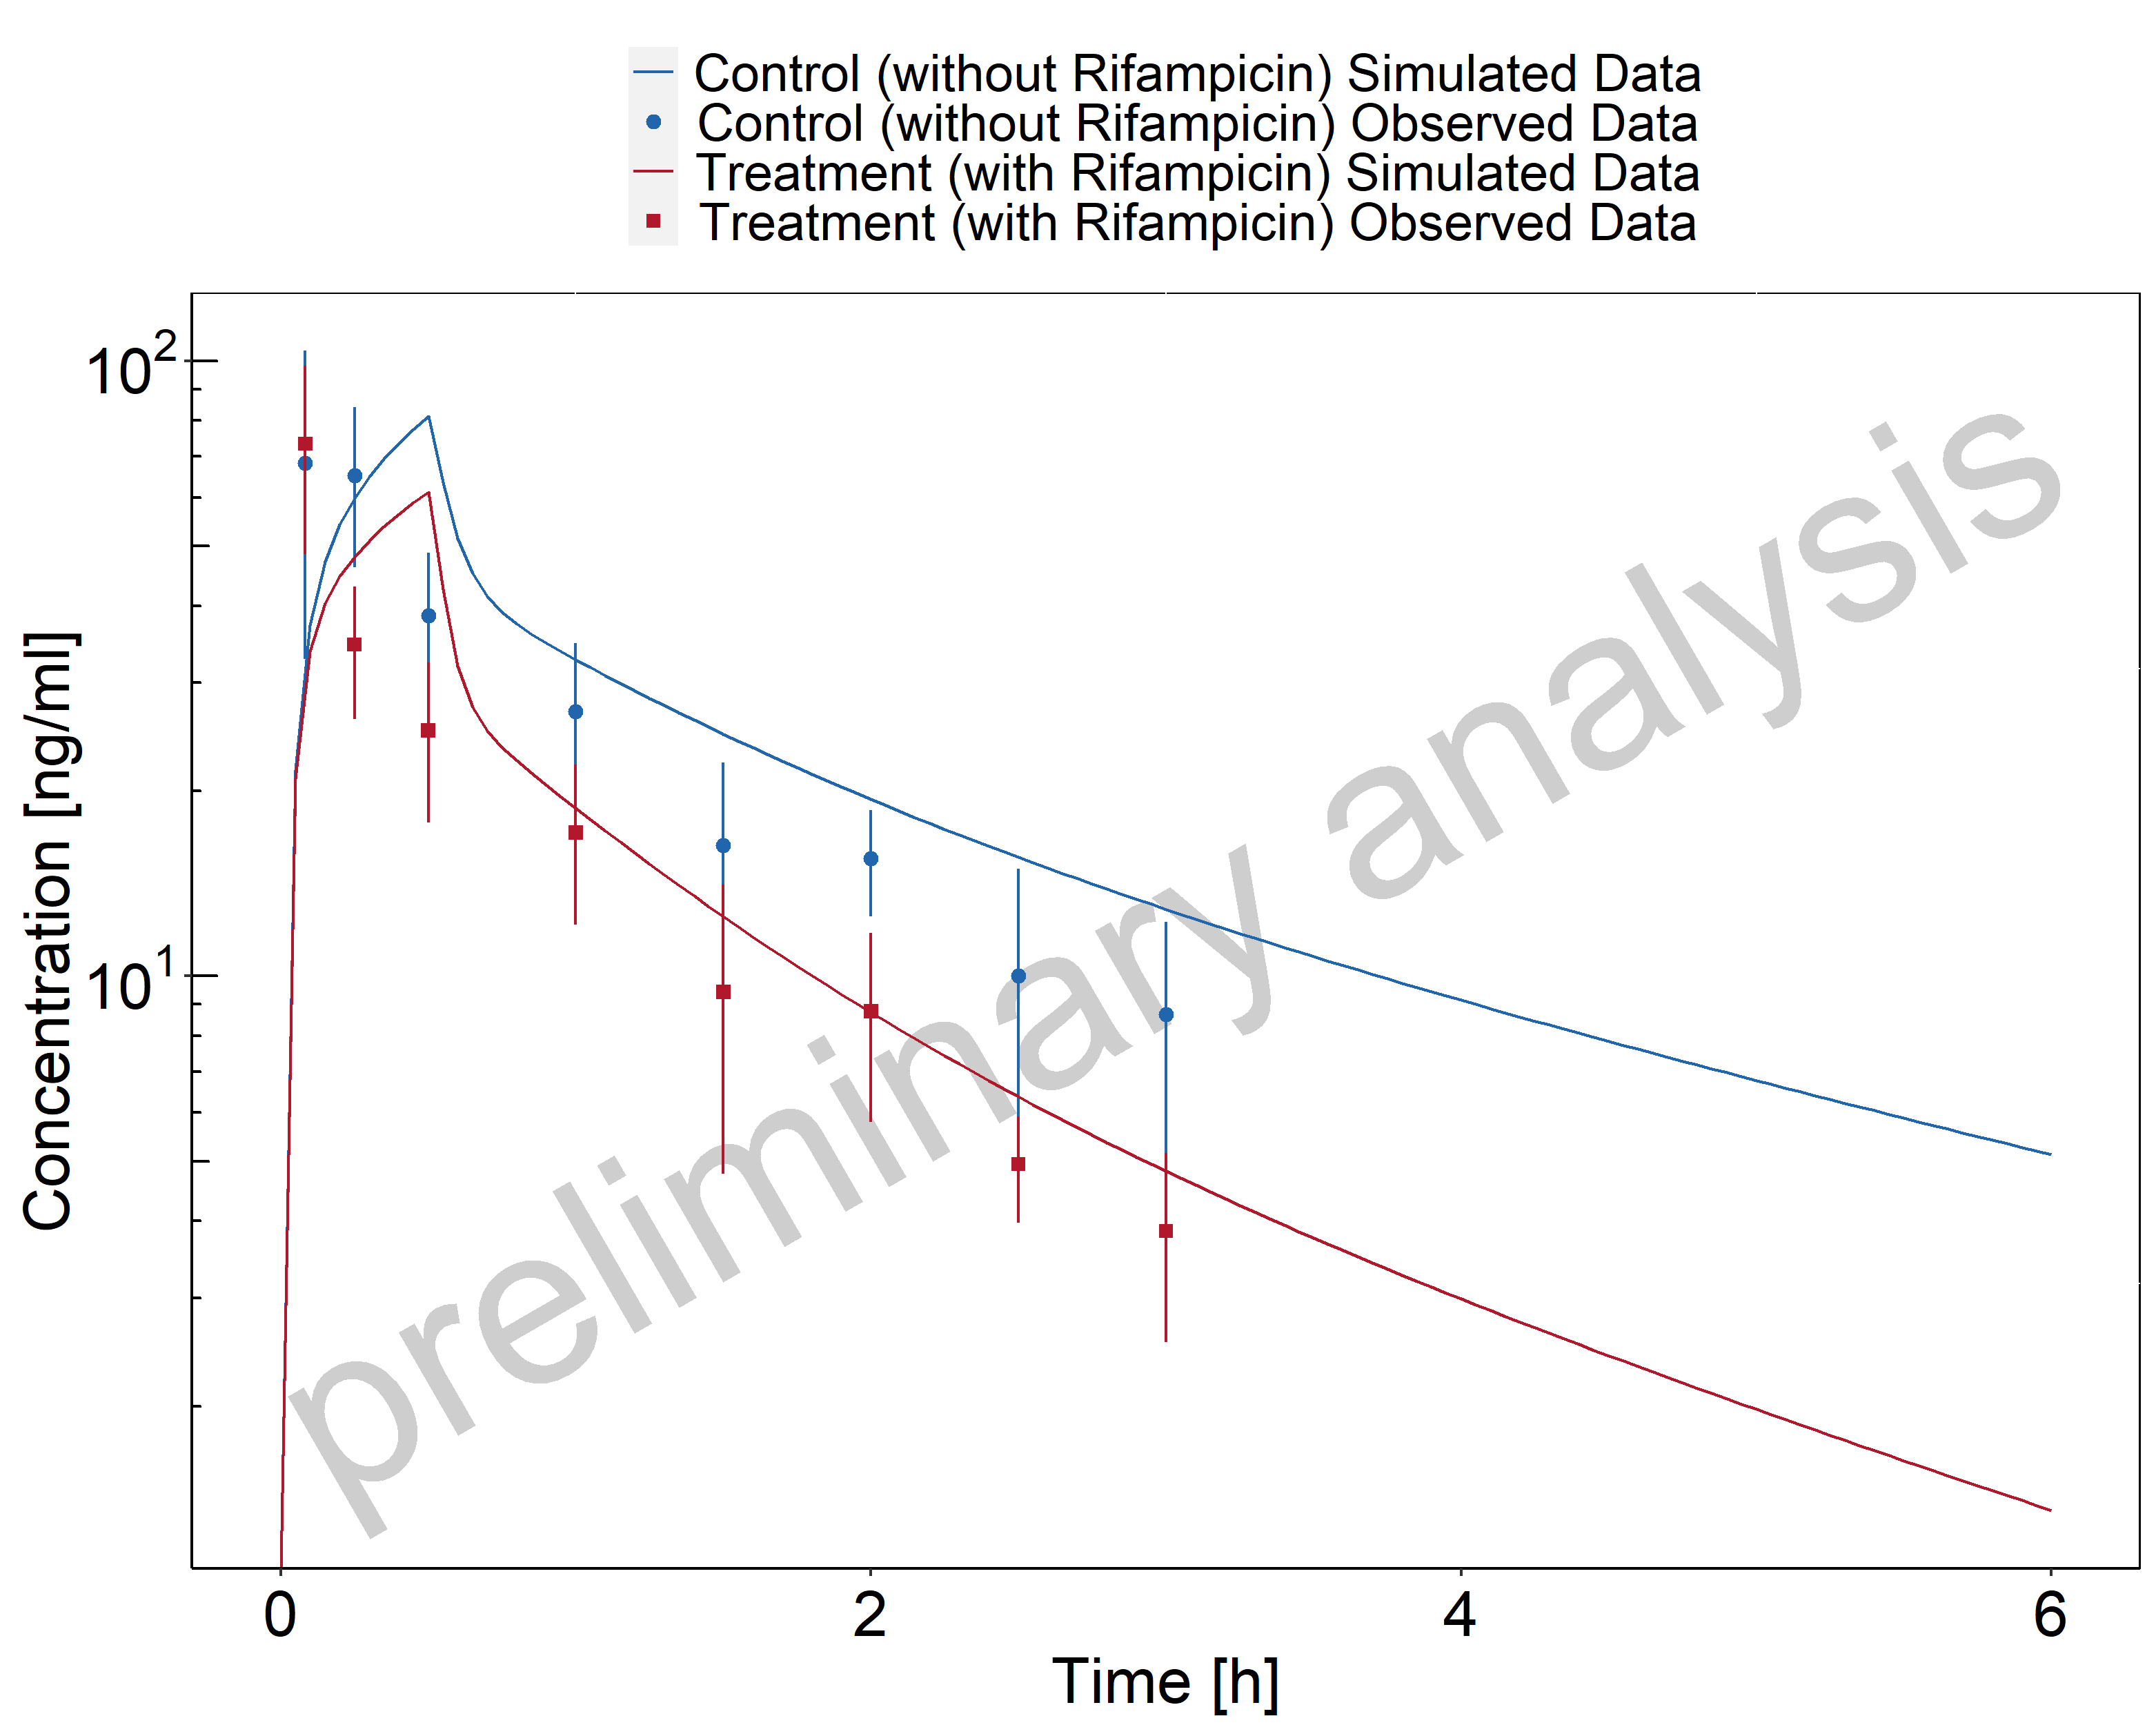 Control (without Rifampicin) Simulated Data
Control (without Rifampicin) Observed Data
Treatment (with Rifampicin) Simulated Data
Treatment (with Rifampicin) Observed Data
10²
10¹
Concentration [ng/ml]
preliminary analysis
0 2 4 6
Time [h]